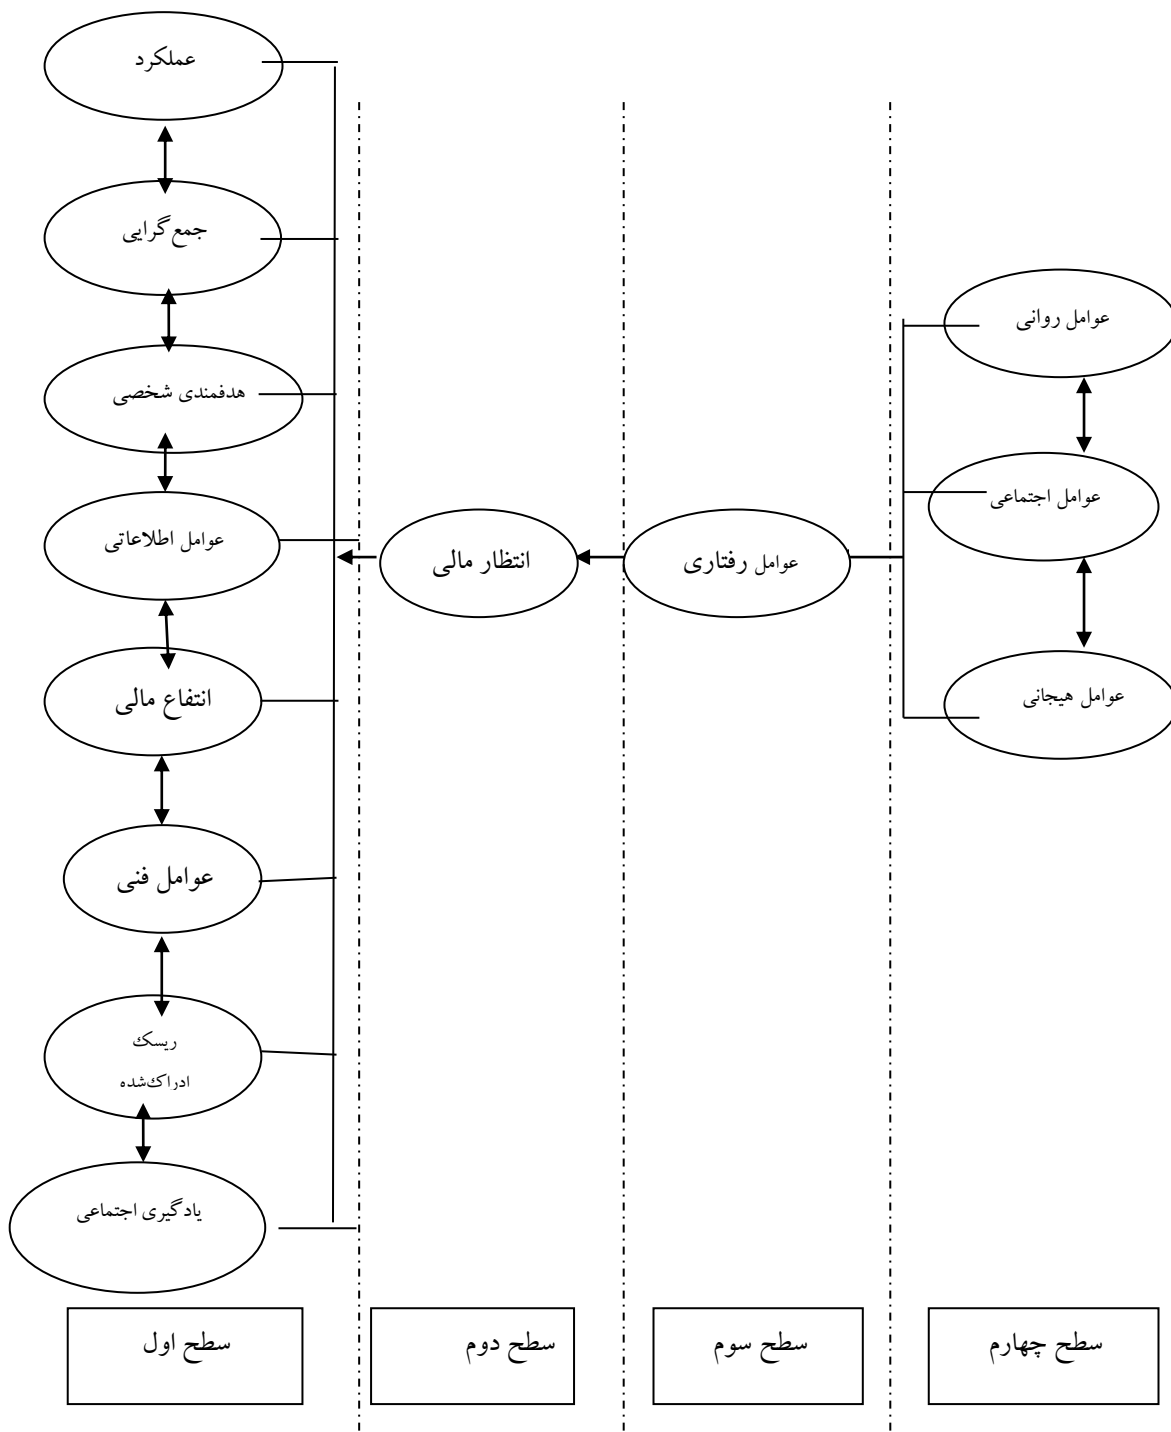 عملکرد
جمع‌گرایی
هدفمندی شخصی
عوامل اطلاعاتی
انتفاع مالی
عوامل فنی
ریسک
ادراک‌شده
یادگیری اجتماعی
انتظار مالی
عوامل رفتاری
عوامل روانی
عوامل اجتماعی
عوامل هیجانی
سطح اول
سطح دوم
سطح سوم
سطح چهارم